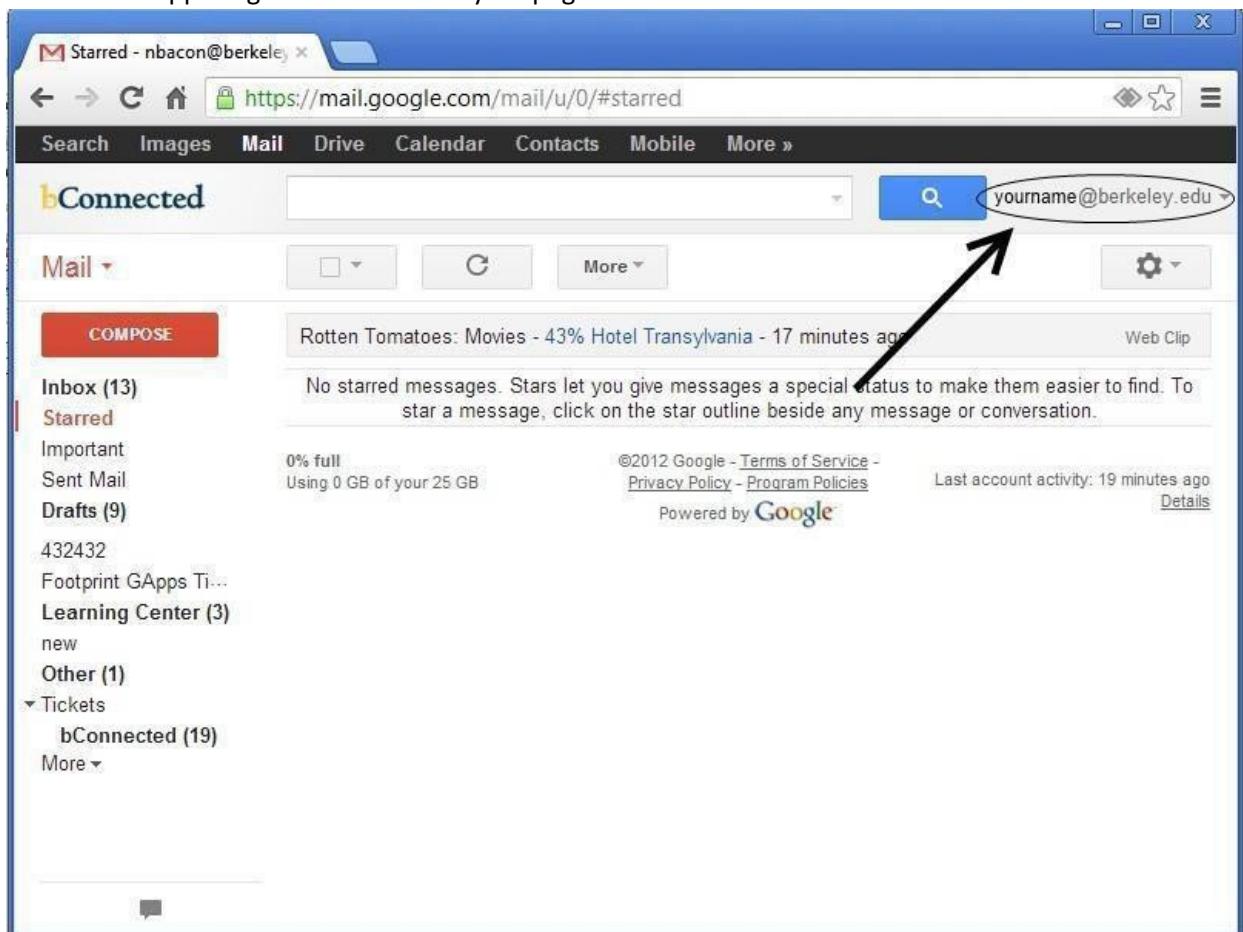 Starred - nbacon@berkeley
https://mail.google.com/mail/u/0/#starred
Search Images Mail Drive Calendar Contacts Mobile More »
bConnected
yourname@berkeley.edu
Mail
More
COMPOSE
Rotten Tomatoes: Movies - 43% Hotel Transylvania - 17 minutes ago
Web Clip
Inbox (13)
Starred
Important
Sent Mail
Drafts (9)
432432
Footprint GApps Ti...
Learning Center (3)
new
Other (1)
Tickets
bConnected (19)
More
No starred messages. Stars let you give messages a special status to make them easier to find. To
star a message, click on the star outline beside any message or conversation.
0% full
Using 0 GB of your 25 GB
©2012 Google - Terms of Service -
Privacy Policy - Program Policies
Powered by Google
Last account activity: 19 minutes ago
Details